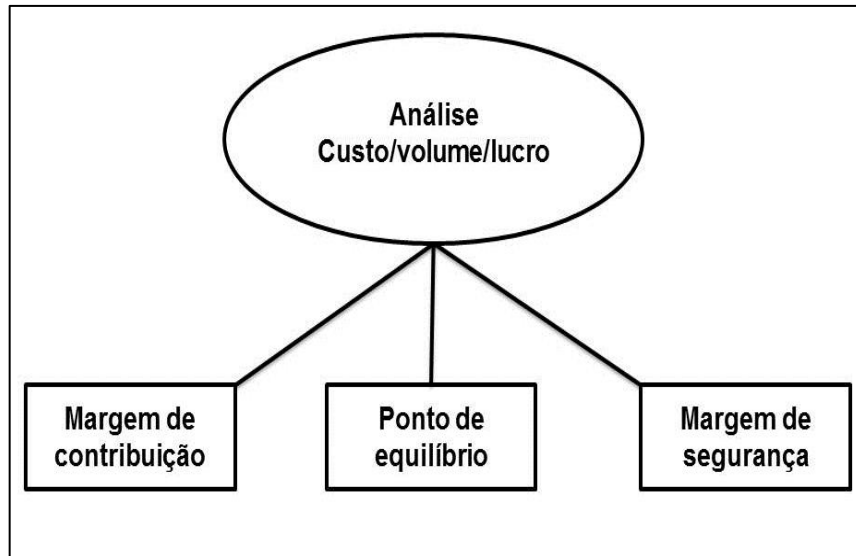 Análise
Custo/volume/lucro
Margem de
contribuição
Ponto de
equilíbrio
Margem de
segurança